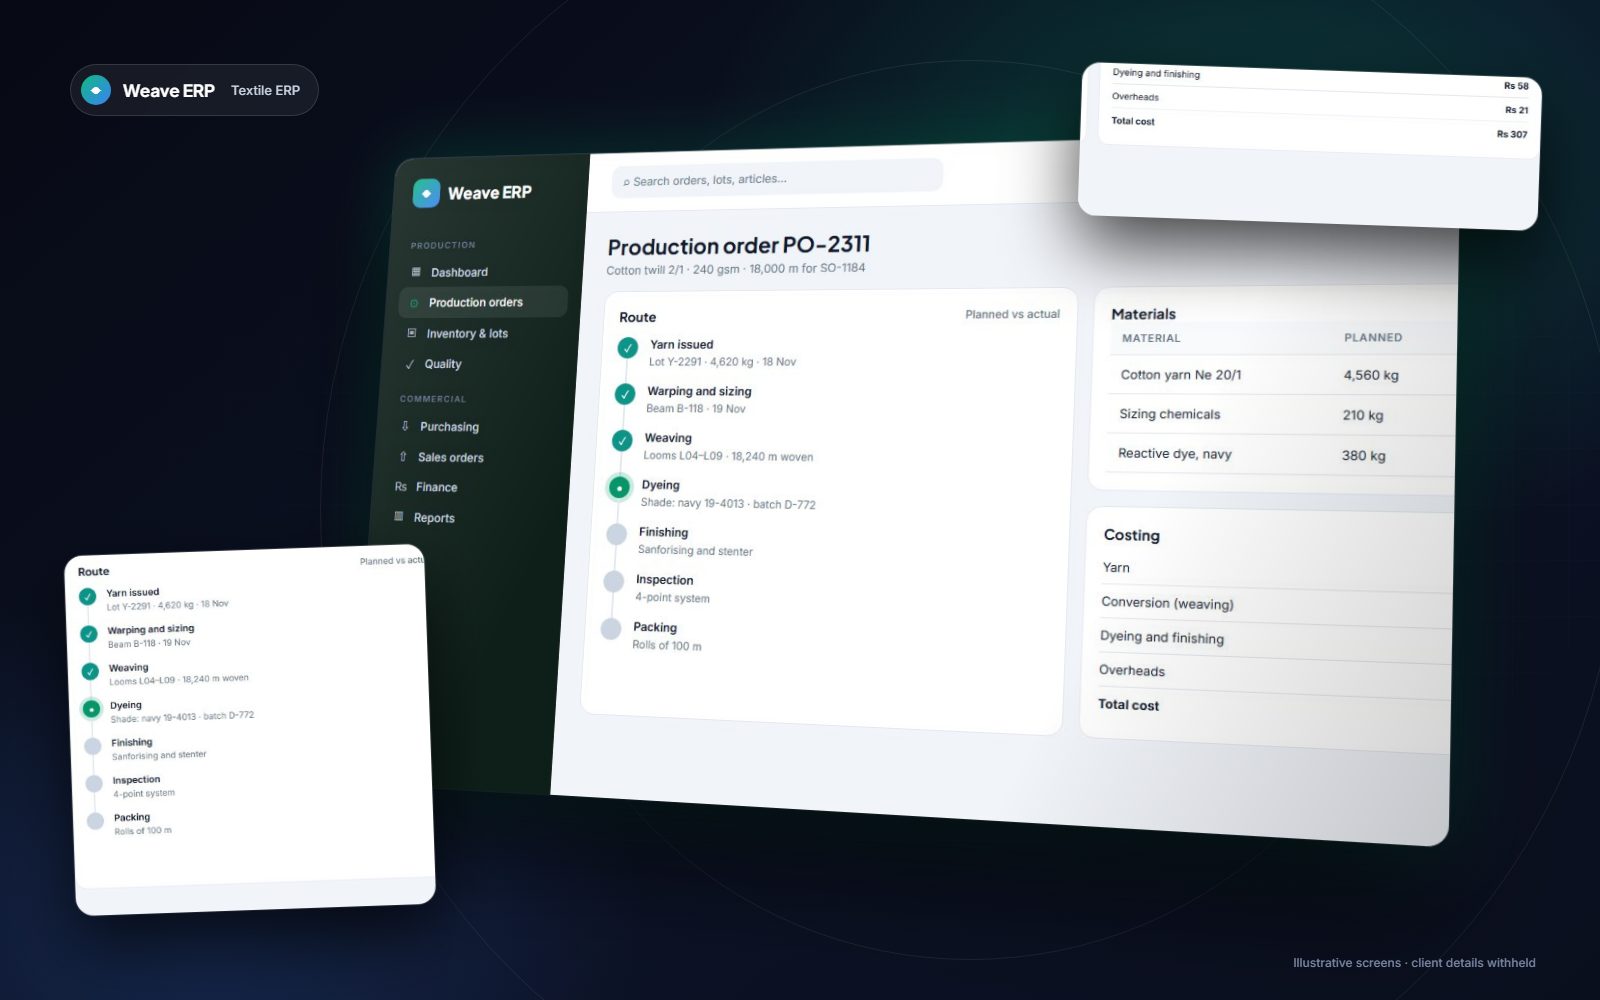 Weave ERP Textile ERP
Dyeing and finishing Rs 58
Overheads Rs 21
Total cost Rs 307
Weave ERP
PRODUCTION
Dashboard
Production orders
Inventory & lots
✓ Quality
COMMERCIAL
⇩ Purchasing
⇧ Sales orders
Rs Finance
Reports
Search orders, lots, articles...
Production order PO-2311
Cotton twill 2/1 · 240 gsm · 18,000 m for SO-1184
Route Planned vs actual
Yarn issued
Lot Y-2291 · 4,620 kg · 18 Nov
Warping and sizing
Beam B-118 · 19 Nov
Weaving
Looms L04–L09 · 18,240 m woven
Dyeing
Shade: navy 19-4013 · batch D-772
Finishing
Sanforising and stenter
Inspection
4-point system
Packing
Rolls of 100 m
Materials
MATERIAL PLANNED
Cotton yarn Ne 20/1 4,560 kg
Sizing chemicals 210 kg
Reactive dye, navy 380 kg
Costing
Yarn
Conversion (weaving)
Dyeing and finishing
Overheads
Total cost
Route Planned vs actu
Yarn issued
Lot Y-2291 · 4,620 kg · 18 Nov
Warping and sizing
Beam B-118 · 19 Nov
Weaving
Looms L04–L09 · 18,240 m woven
Dyeing
Shade: navy 19-4013 · batch D-772
Finishing
Sanforising and stenter
Inspection
4-point system
Packing
Rolls of 100 m
Illustrative screens · client details withheld